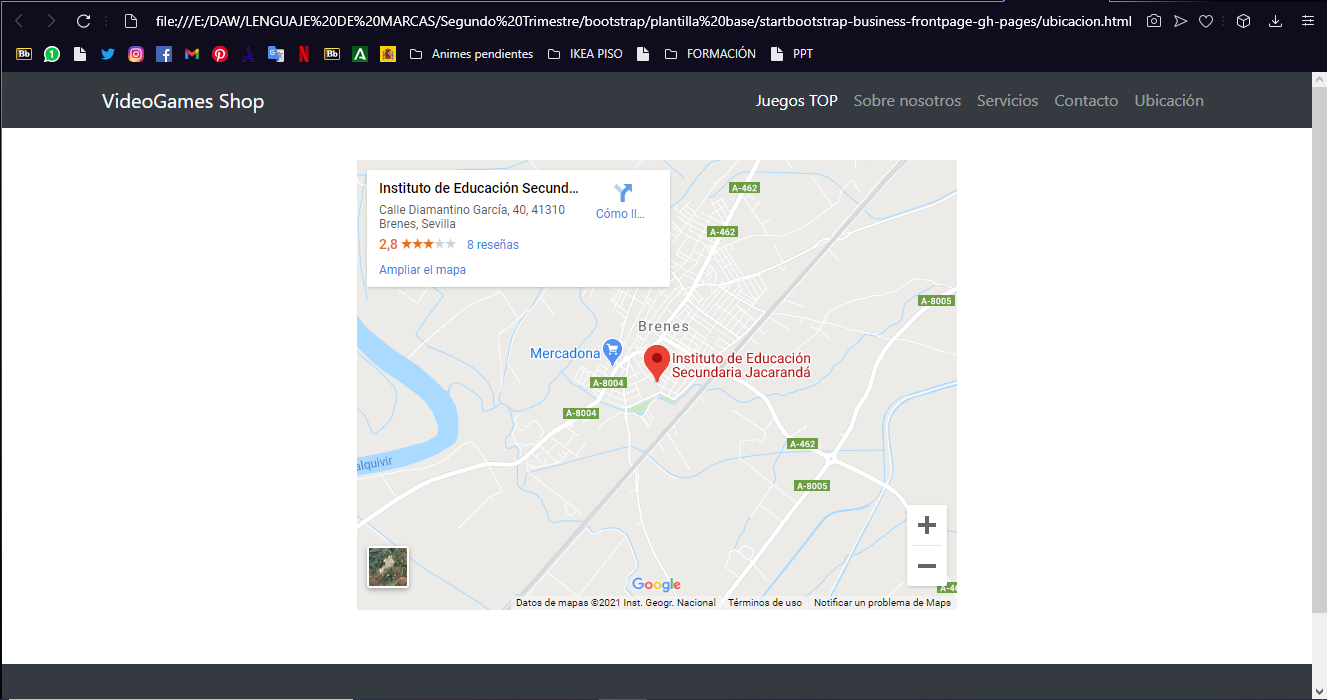 file:///E:/DAW/LENGUAJE%20DE%20MARCAS/Segundo%20Trimestre/bootstrap/plantilla%20base/startbootstrap-business-frontpage-gh-pages/ubicacion.html
Bb 1 Bb Animes pendientes IKEA PISO FORMACIÓN PPT
VideoGames Shop Juegos TOP Sobre nosotros Servicios Contacto Ubicación
Instituto de Educación Secund...
Calle Diamantino García, 40, 41310
Brenes, Sevilla
Cómo ll...
2,8 8 reseñas
Ampliar el mapa
A-462
A-462
A-8005
Brenes
Mercadona
Instituto de Educación
Secundaria Jacarandá
A-8004
A-8004
A-462
alquivir
A-8005
Google
Datos de mapas ©2021 Inst. Geogr. Nacional Términos de uso Notificar un problema de Maps